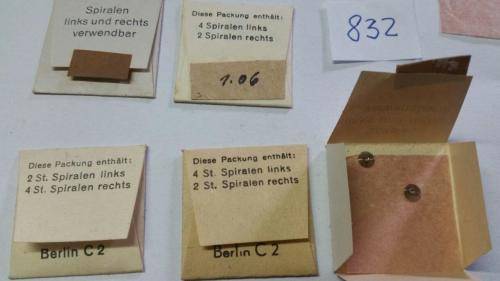 Spiralen
links und rechts
verwendbar
Diese Packung enthält:
4 Spiralen links
2 Spiralen rechts
1.06
832
Diese Packung enthält:
2 St. Spiralen links
4 St. Spiralen rechts
Berlin C 2
Diese Packung enthält:
4 St. Spiralen links
2 St. Spiralen rechts
Berlin C 2